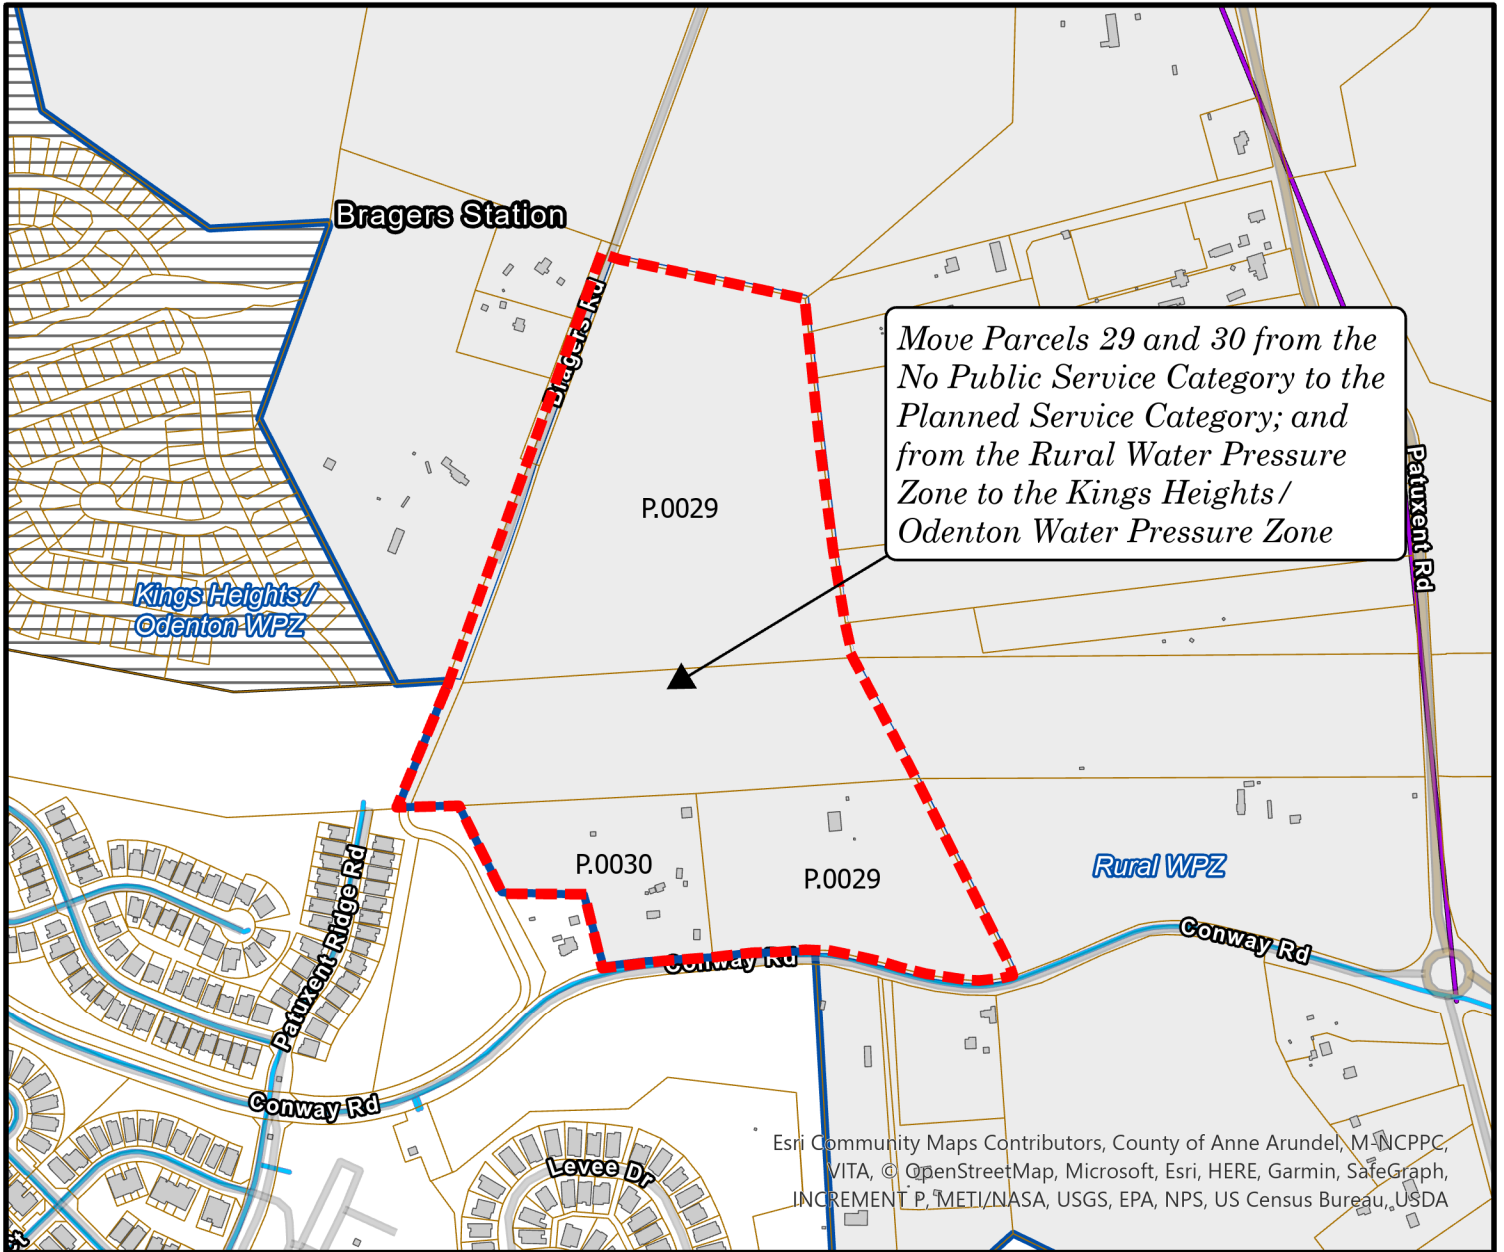 Bragers Station
Bragers Rd
Move Parcels 29 and 30 from the
No Public Service Category to the
Planned Service Category; and
from the Rural Water Pressure
Zone to the Kings Heights/
Odenton Water Pressure Zone
P.0029
Patuxent Rd
Kings Heights /
Odenton WPZ
P.0030
P.0029
Rural WPZ
Patuxent Ridge Rd
Conway Rd
Conway Rd
Conway Rd
Levee Dr
Esri Community Maps Contributors, County of Anne Arundel, M-NCPPC,
VITA, © OpenStreetMap, Microsoft, Esri, HERE, Garmin, SafeGraph,
INCREMENT P, METI/NASA, USGS, EPA, NPS, US Census Bureau, USDA